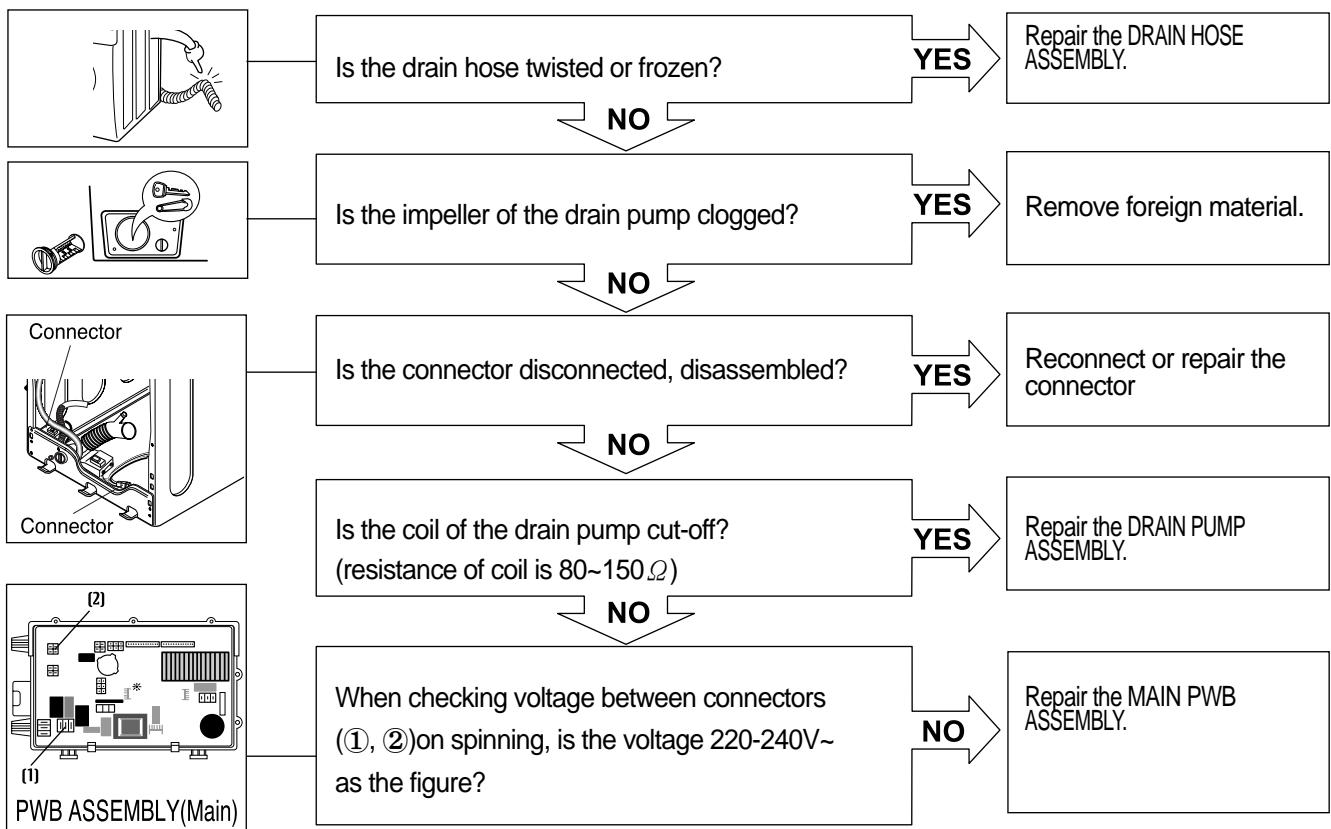 Is the drain hose twisted or frozen?
YES
Repair the DRAIN HOSE
ASSEMBLY.
NO
Is the impeller of the drain pump clogged?
YES
Remove foreign material.
NO
Connector
Connector
Is the connector disconnected, disassembled?
YES
Reconnect or repair the
connector
NO
Is the coil of the drain pump cut-off?
(resistance of coil is 80~150Ω)
YES
Repair the DRAIN PUMP
ASSEMBLY.
NO
(2)
(1)
PWB ASSEMBLY(Main)
When checking voltage between connectors
(①, ②)on spinning, is the voltage 220-240V~
as the figure?
NO
Repair the MAIN PWB
ASSEMBLY.